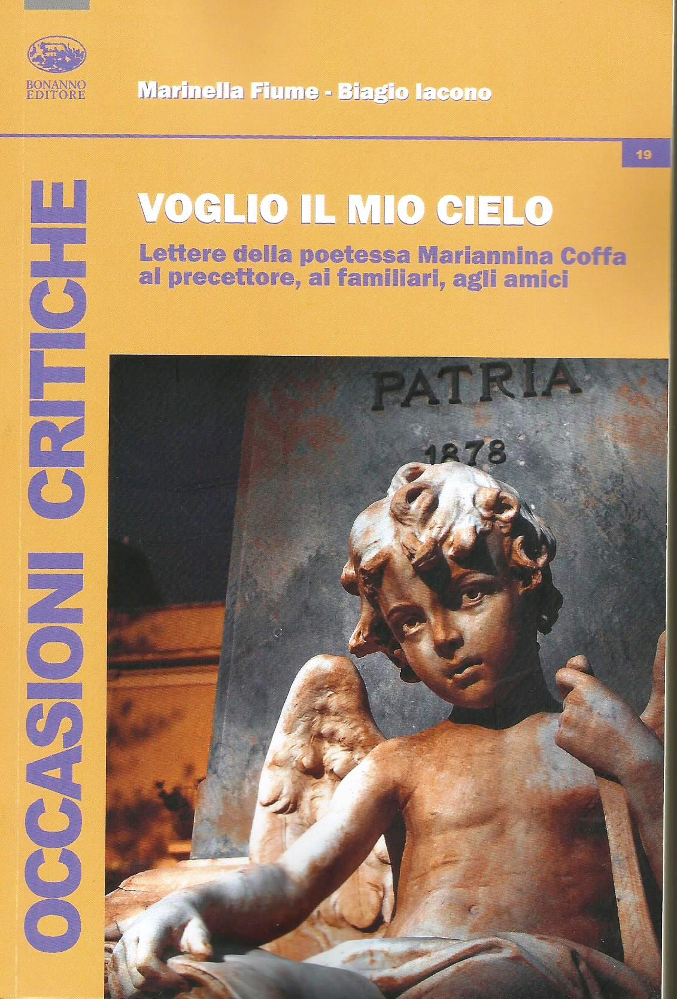 BONANNO
EDITORE
Marinella Fiume - Biagio Iacono
19
VOGLIO IL MIO CIELO
Lettere della poetessa Mariannina Coffa
al precettore, ai familiari, agli amici
OCCASIONI CRITICHE
PATRIA
1878